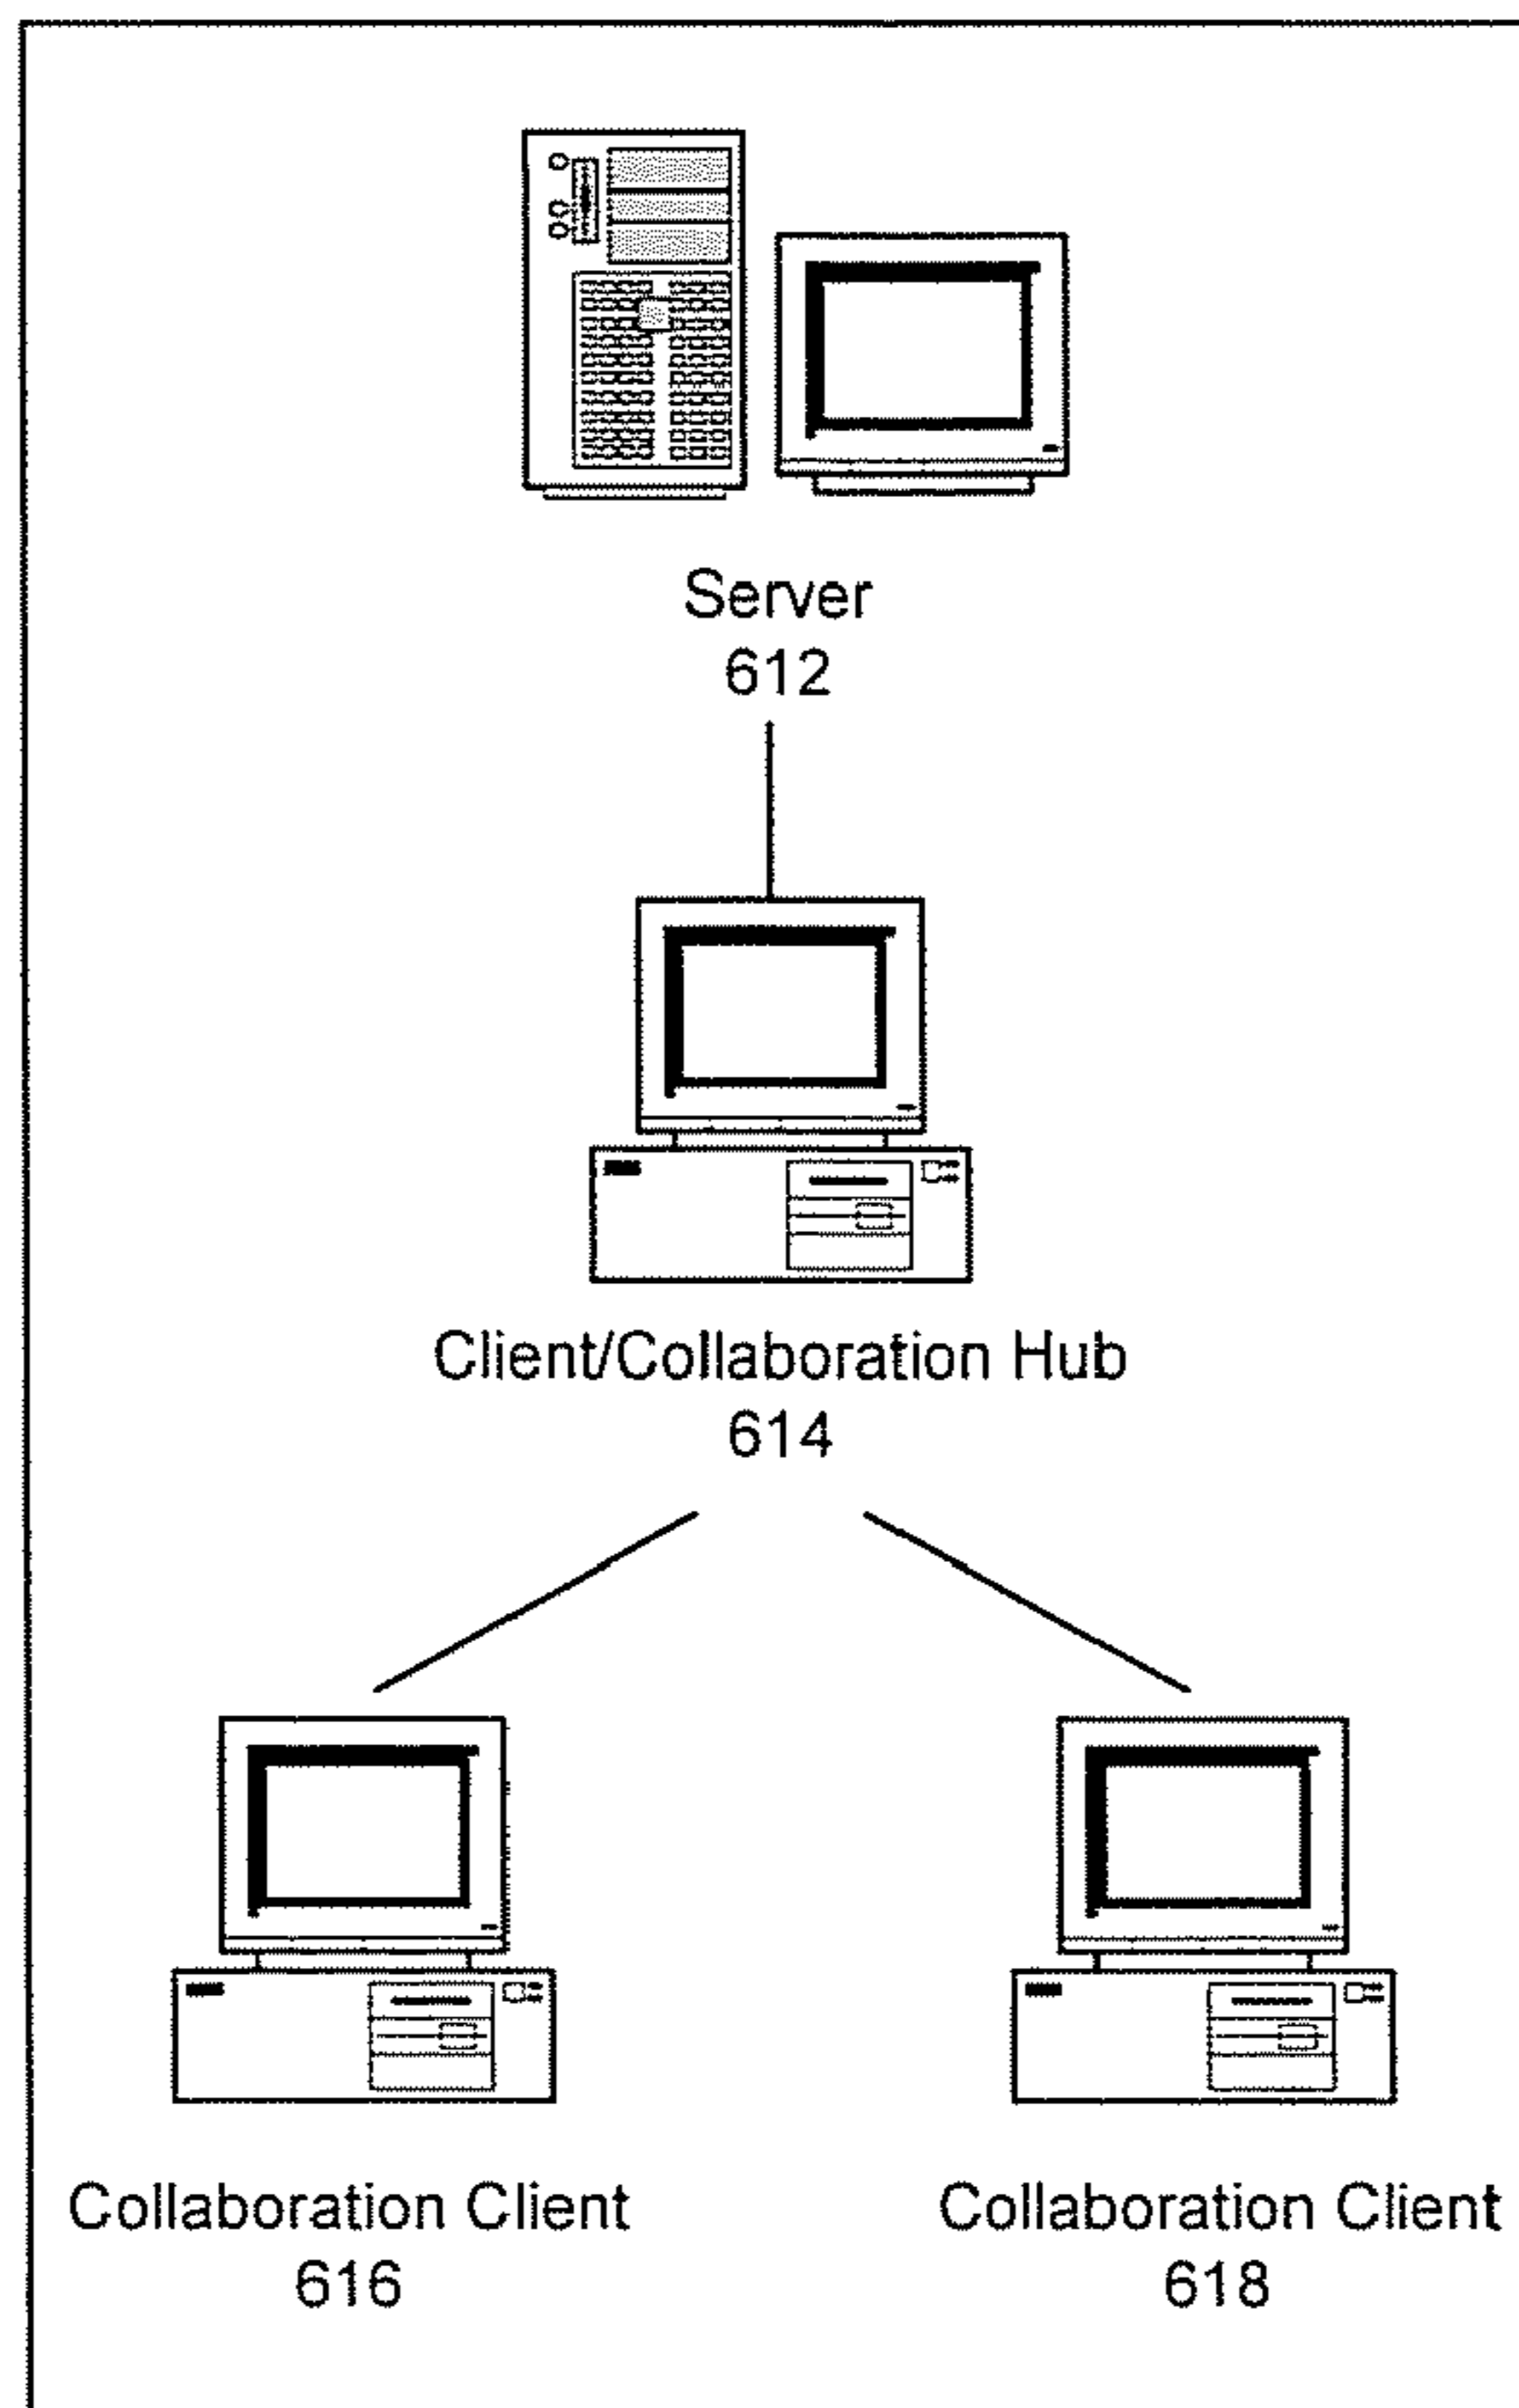 Server
612
Client/Collaboration Hub
614
Collaboration Client
616
Collaboration Client
618